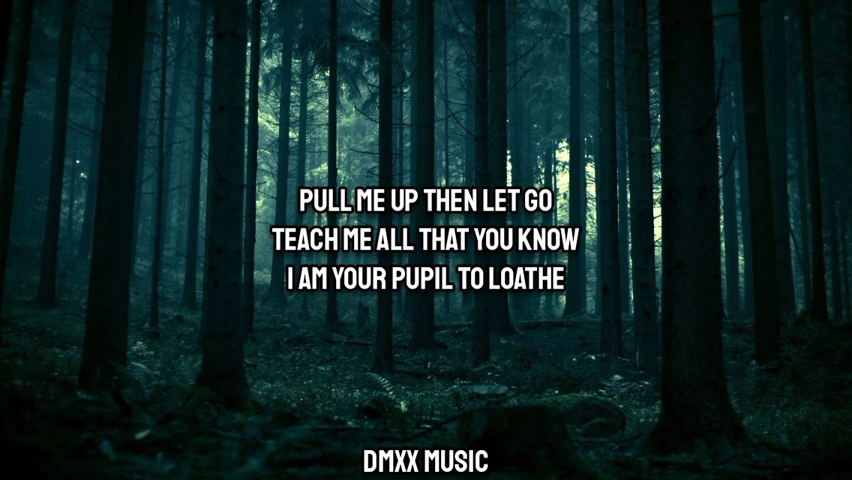 PULL ME UP THEN LET GO
TEACH ME ALL THAT YOU KNOW
I AM YOUR PUPIL TO LOATHE
DMXX MUSIC